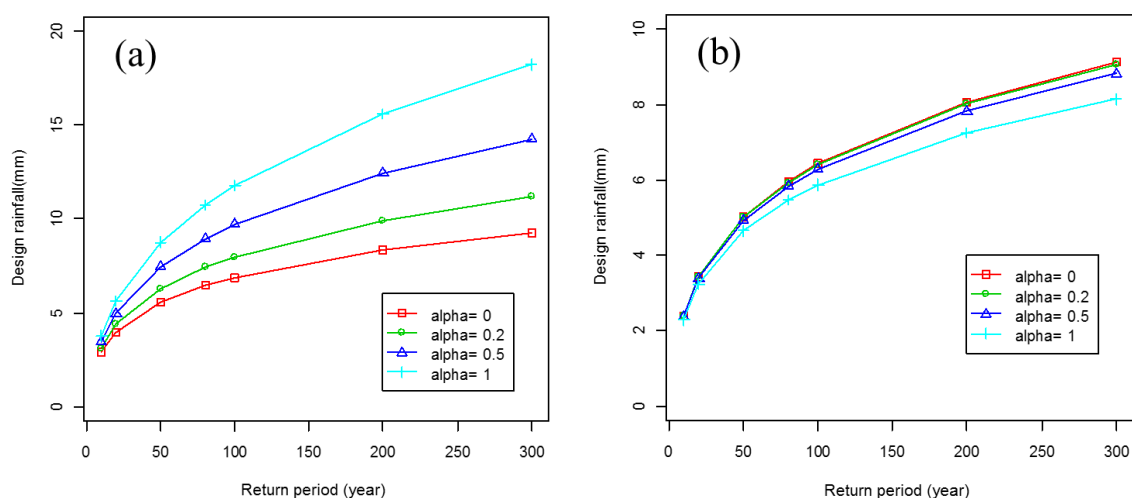 (a)
Design rainfall(mm)
20
15
10
5
0
alpha= 0
alpha= 0.2
alpha= 0.5
alpha= 1
0 50 100 150 200 250 300
Return period (year)
(b)
Design rainfall(mm)
10
8
6
4
2
0
alpha= 0
alpha= 0.2
alpha= 0.5
alpha= 1
0 50 100 150 200 250 300
Return period (year)